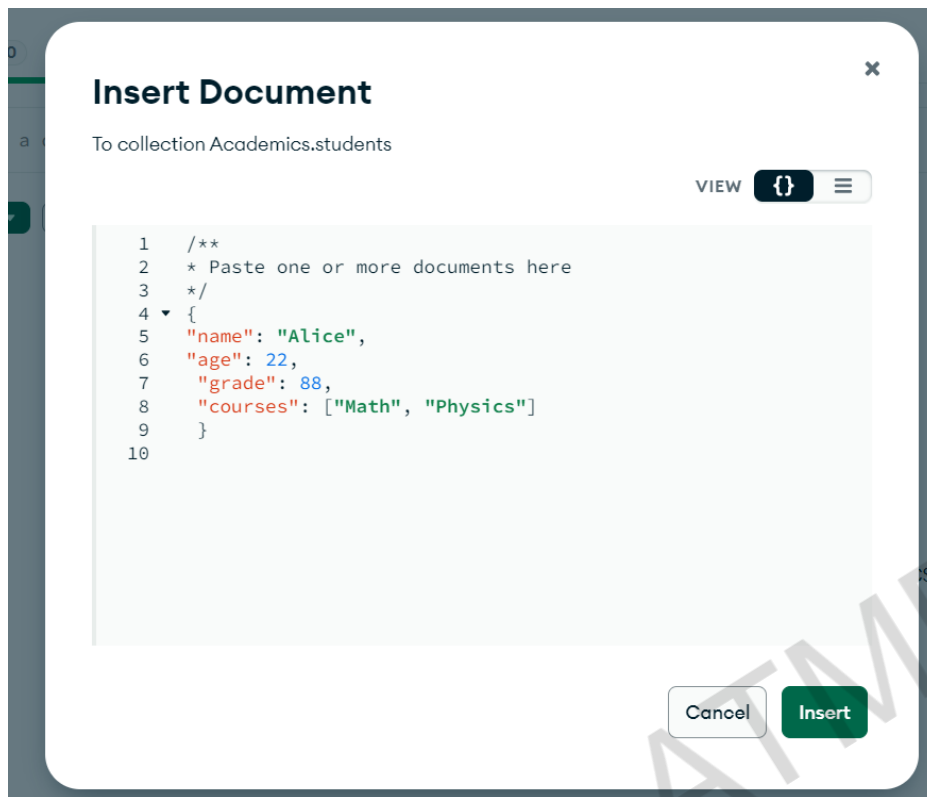 Insert Document
To collection Academics.students
VIEW {}
1 /**
2 * Paste one or more documents here
3 */
4 {
5 "name": "Alice",
6 "age": 22,
7 "grade": 88,
8 "courses": ["Math", "Physics"]
9 }
10
Cancel Insert